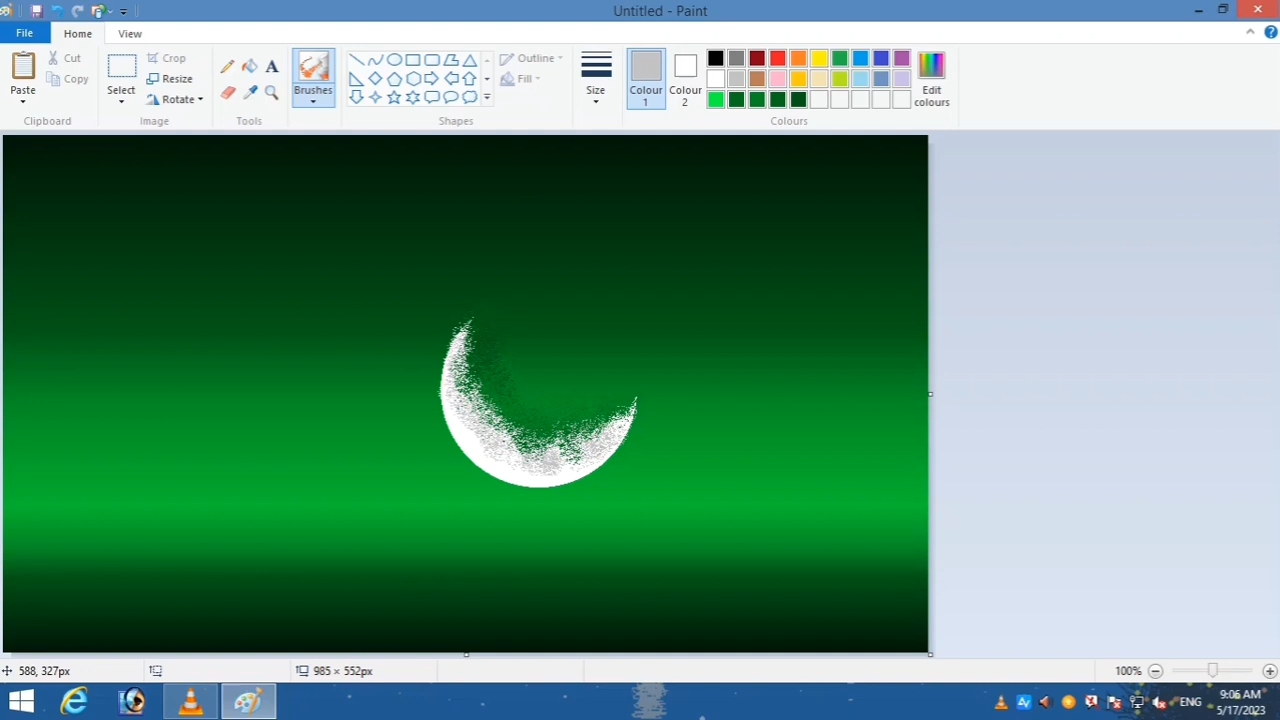 Untitled - Paint
File
Home
View
Paste
Cut
Copy
Clipboard
Select
Crop
Resize
Rotate
Image
A
Tools
Brushes
Outline
Fill
Shapes
Size
Colour 1
Colour 2
Edit colours
Colours
588, 327px
985 × 552px
100%
ENG
9:06 AM
5/17/2023